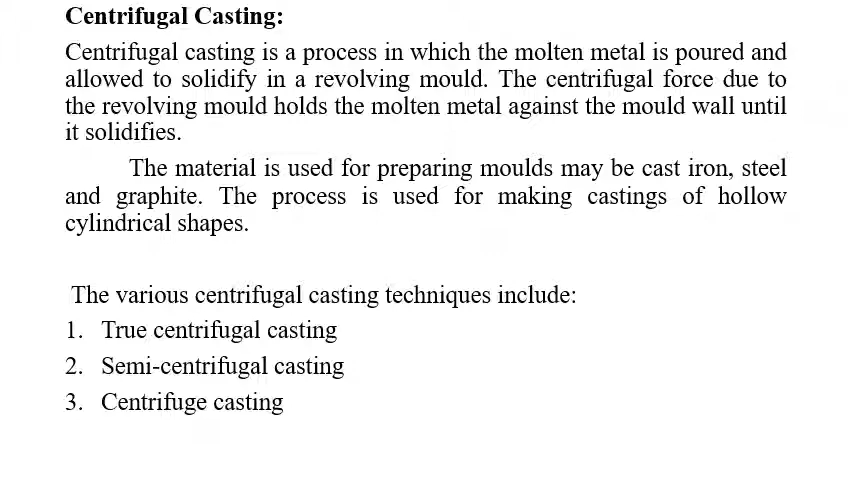 Centrifugal Casting:
Centrifugal casting is a process in which the molten metal is poured and
allowed to solidify in a revolving mould. The centrifugal force due to
the revolving mould holds the molten metal against the mould wall until
it solidifies.
The material is used for preparing moulds may be cast iron, steel
and graphite. The process is used for making castings of hollow
cylindrical shapes.
The various centrifugal casting techniques include:
1. True centrifugal casting
2. Semi-centrifugal casting
3. Centrifuge casting